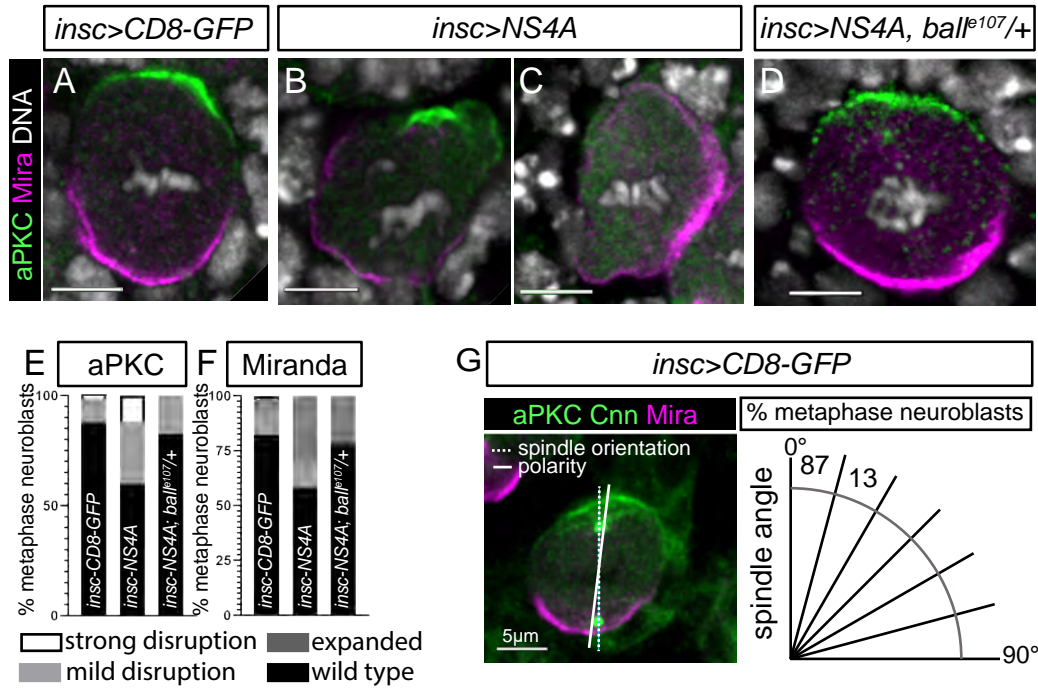 insc>CD8-GFP
insc>NS4A
insc>NS4A, ball^e107/+
aPKC Mira DNA
A
B
C
D
E
aPKC
F
Miranda
% metaphase neuroblasts
100
50
0
insc-CD8-GFP
insc-NS4A
insc-NS4A; ball^e107/+
% metaphase neuroblasts
100
75
50
25
0
insc-CD8-GFP
insc-NS4A
insc-NS4A; ball^e107/+
strong disruption
expanded
mild disruption
wild type
G
insc>CD8-GFP
aPKC Cnn Mira
spindle orientation
polarity
5µm
% metaphase neuroblasts
0°
87
13
spindle angle
90°